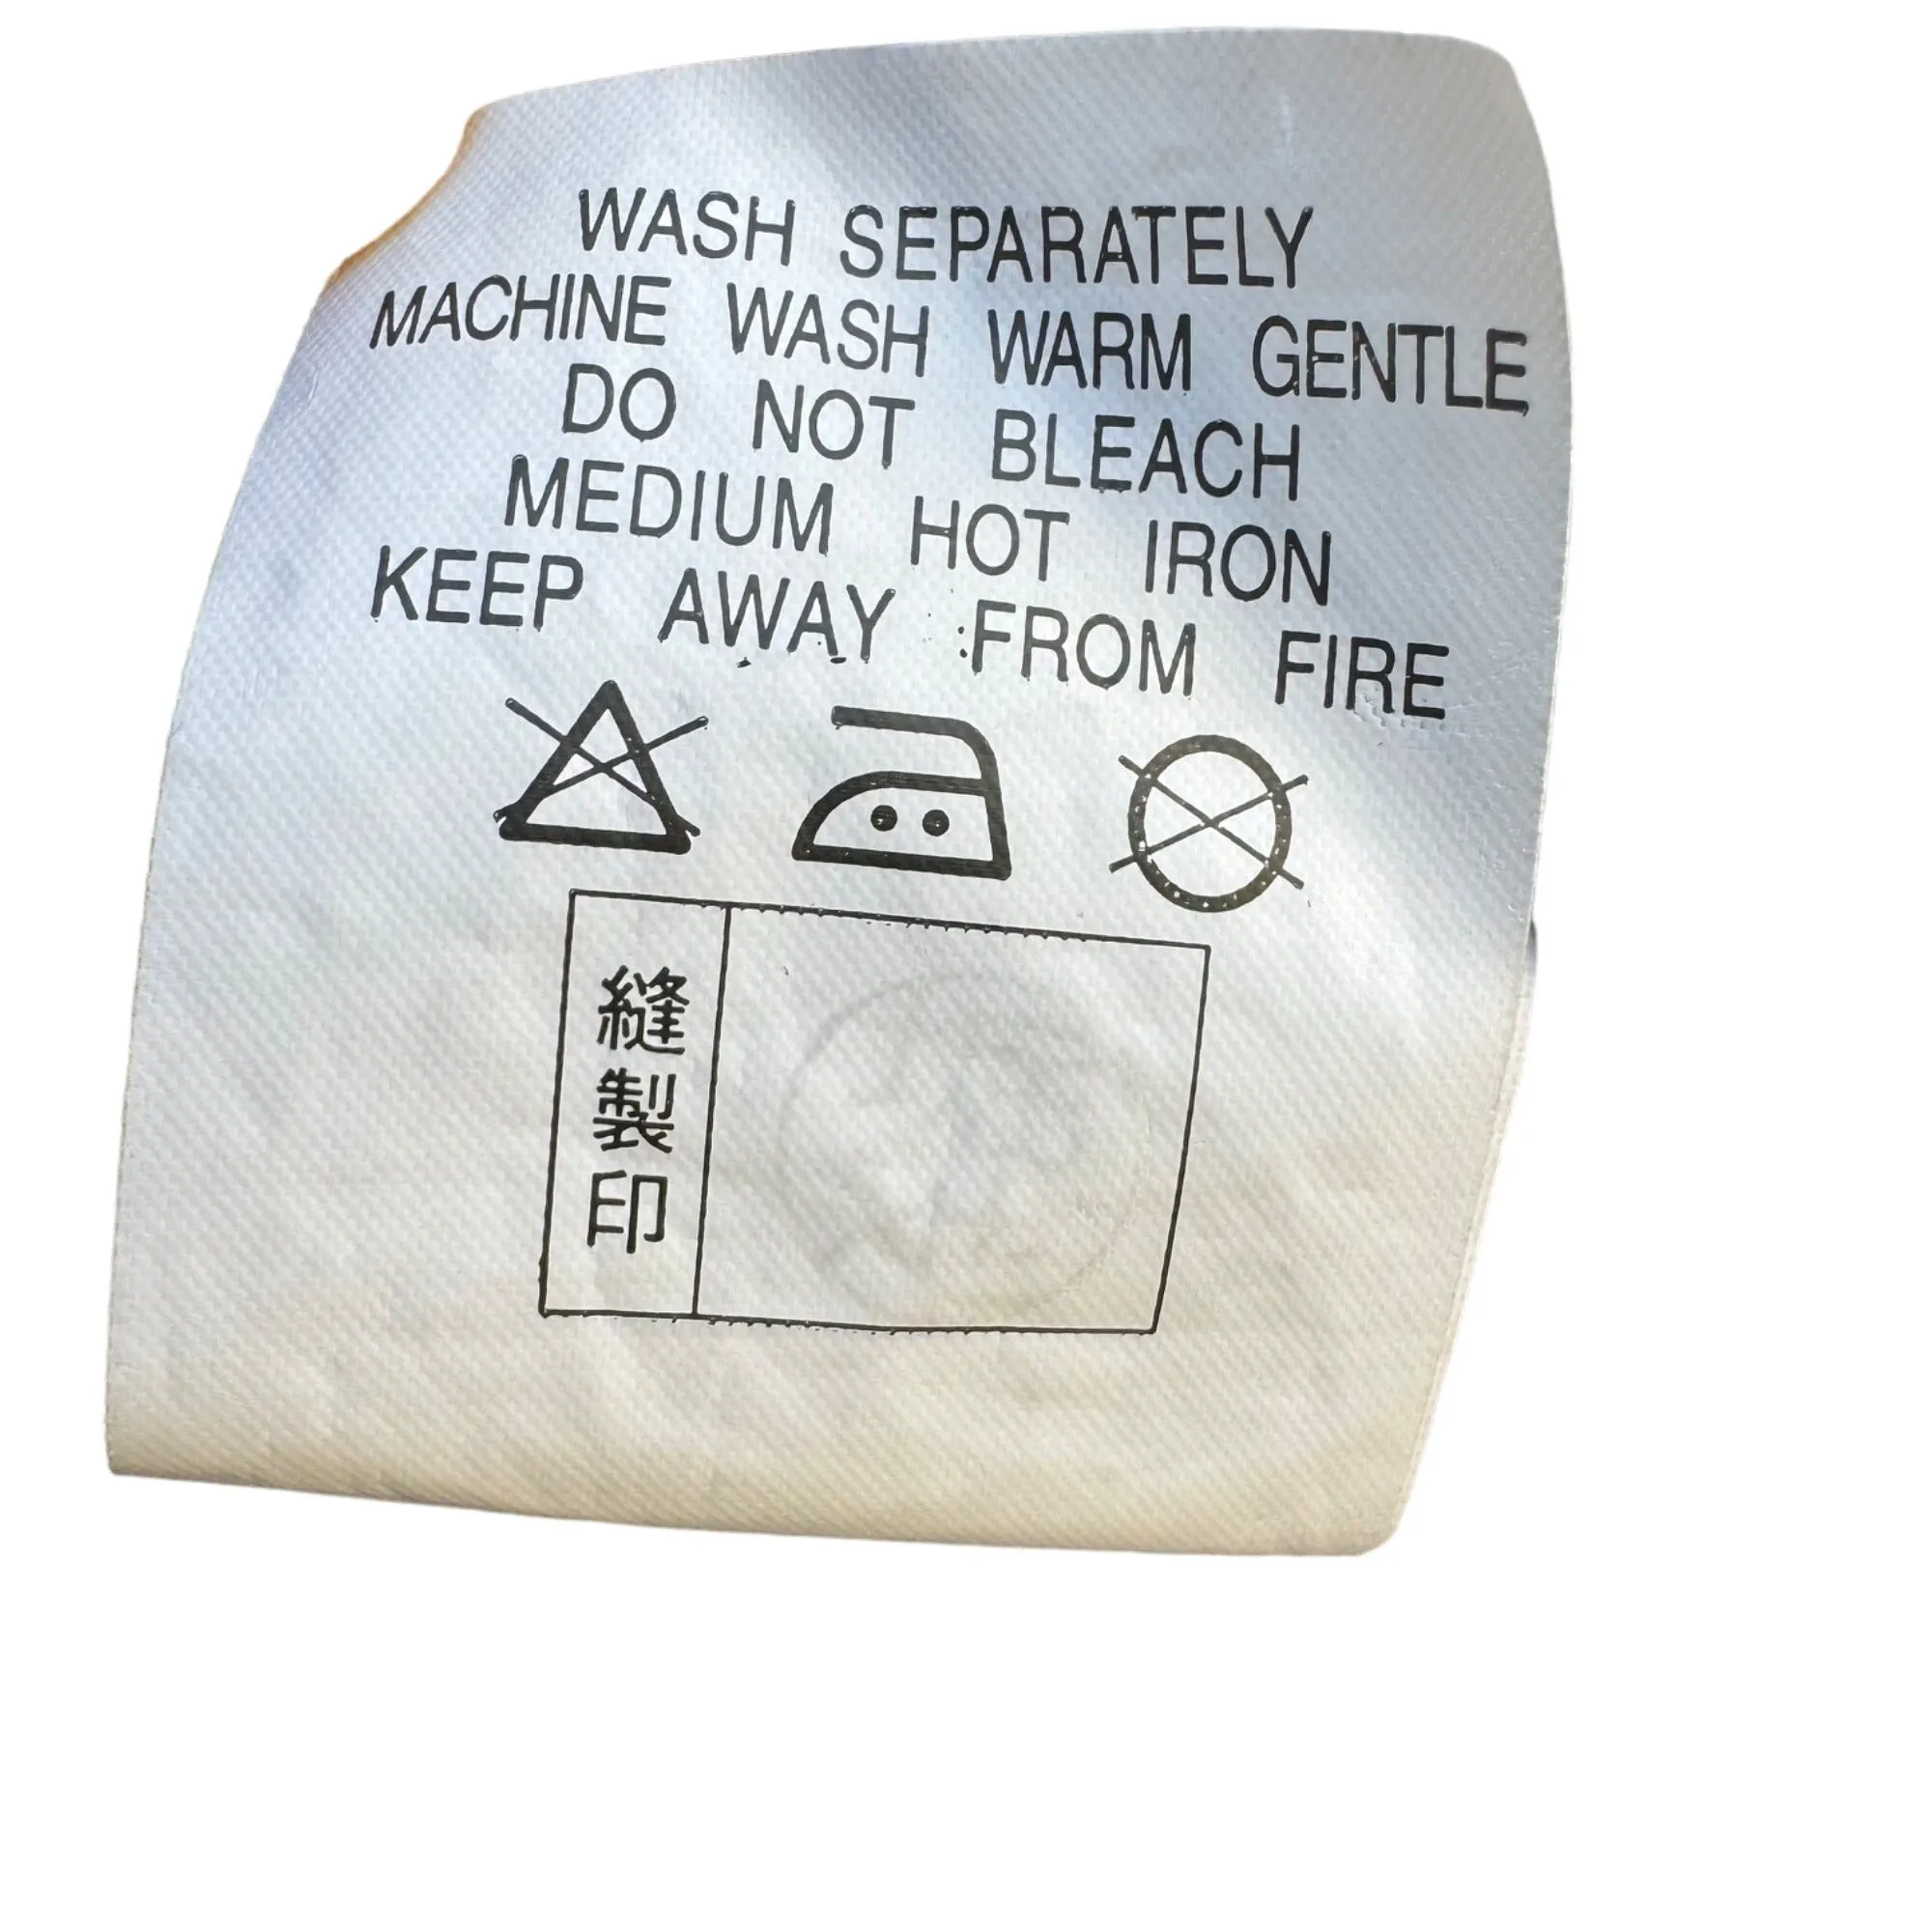 WASH SEPARATELY
MACHINE WASH WARM GENTLE
DO NOT BLEACH
MEDIUM HOT IRON
KEEP AWAY FROM FIRE
縫製印